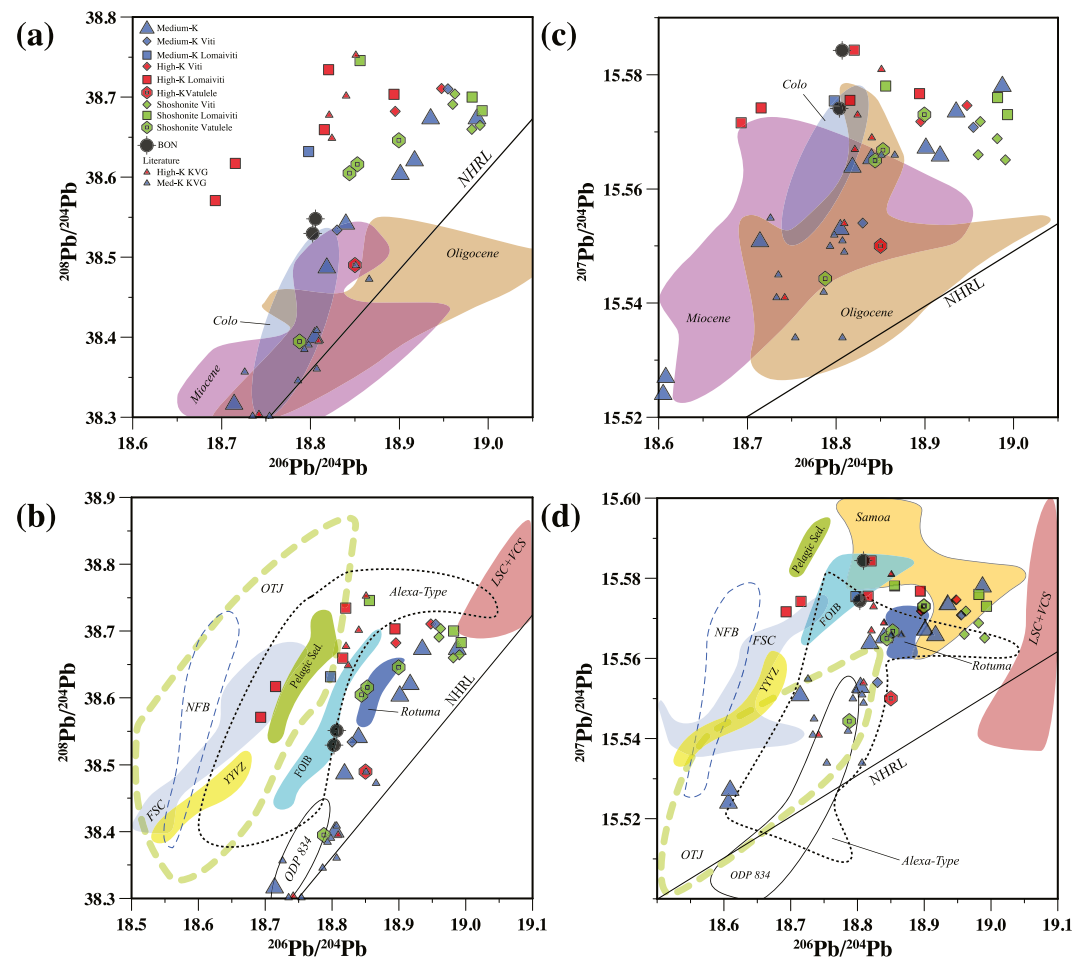 (a)
38.8
38.7
38.6
38.5
38.4
38.3
208Pb/204Pb
Medium-K
Medium-K Viti
Medium-K Lomaiviti
High-K Viti
High-K Lomaiviti
High-KVatulele
Shoshonite Viti
Shoshonite Lomaiviti
Shoshonite Vatulele
BON
Literature
High-K KVG
Med-K KVG
NHRL
Oligocene
Colo
Miocene
18.6 18.7 18.8 18.9 19.0
206Pb/204Pb
(c)
15.58
15.56
15.54
15.52
207Pb/204Pb
Colo
Miocene
Oligocene
NHRL
18.6 18.7 18.8 18.9 19.0
206Pb/204Pb
(b)
38.9
38.8
38.7
38.6
38.5
38.4
38.3
208Pb/204Pb
OTJ
Alexa-Type
LSC+VCS
NFB
Pelagic Sed.
Rotuma
NHRL
FOIB
YYVZ
FSC
ODP 834
18.5 18.6 18.7 18.8 18.9 19.0 19.1
206Pb/204Pb
(d)
15.60
15.58
15.56
15.54
15.52
207Pb/204Pb
Samoa
Pelagic Sed.
FOIB
NFB
FSC
YYVZ
Rotuma
LSC+VCS
NHRL
OTJ
ODP 834
Alexa-Type
18.6 18.7 18.8 18.9 19.0 19.1
206Pb/204Pb